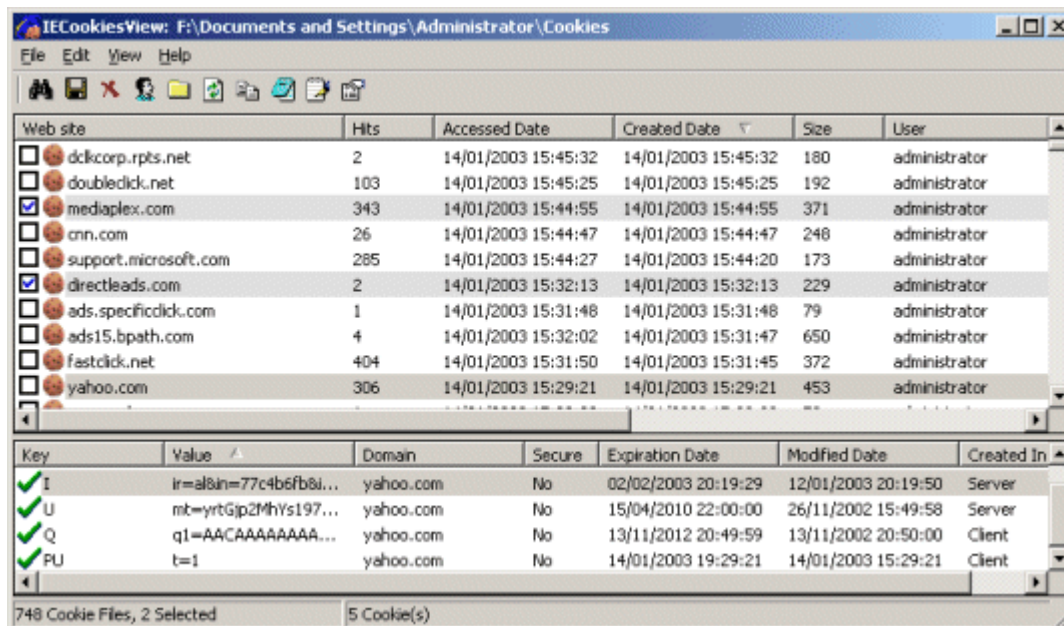 IECookiesView: F:\Documents and Settings\Administrator\Cookies
File Edit View Help
Web site Hits Accessed Date Created Date Size User
dclkcorp.rpts.net 2 14/01/2003 15:45:32 14/01/2003 15:45:32 180 administrator
doubleclick.net 103 14/01/2003 15:45:25 14/01/2003 15:45:25 192 administrator
mediaplex.com 343 14/01/2003 15:44:55 14/01/2003 15:44:55 371 administrator
cnn.com 26 14/01/2003 15:44:47 14/01/2003 15:44:47 248 administrator
support.microsoft.com 285 14/01/2003 15:44:27 14/01/2003 15:44:20 173 administrator
directleads.com 2 14/01/2003 15:32:13 14/01/2003 15:32:13 229 administrator
ads.specificclick.com 1 14/01/2003 15:31:48 14/01/2003 15:31:48 79 administrator
ads15.bpath.com 4 14/01/2003 15:32:02 14/01/2003 15:31:47 650 administrator
fastclick.net 404 14/01/2003 15:31:50 14/01/2003 15:31:45 372 administrator
yahoo.com 306 14/01/2003 15:29:21 14/01/2003 15:29:21 453 administrator
Key Value Domain Secure Expiration Date Modified Date Created In
I ir=al&in=77c4b6fb&i... yahoo.com No 02/02/2003 20:19:29 12/01/2003 20:19:50 Server
U mt=yrtGjp2MhYs197... yahoo.com No 15/04/2010 22:00:00 26/11/2002 15:49:58 Server
Q q1=AACAAAAAAAA... yahoo.com No 13/11/2012 20:49:59 13/11/2002 20:50:00 Client
PU t=1 yahoo.com No 14/01/2003 19:29:21 14/01/2003 15:29:21 Client
748 Cookie Files, 2 Selected 5 Cookie(s)